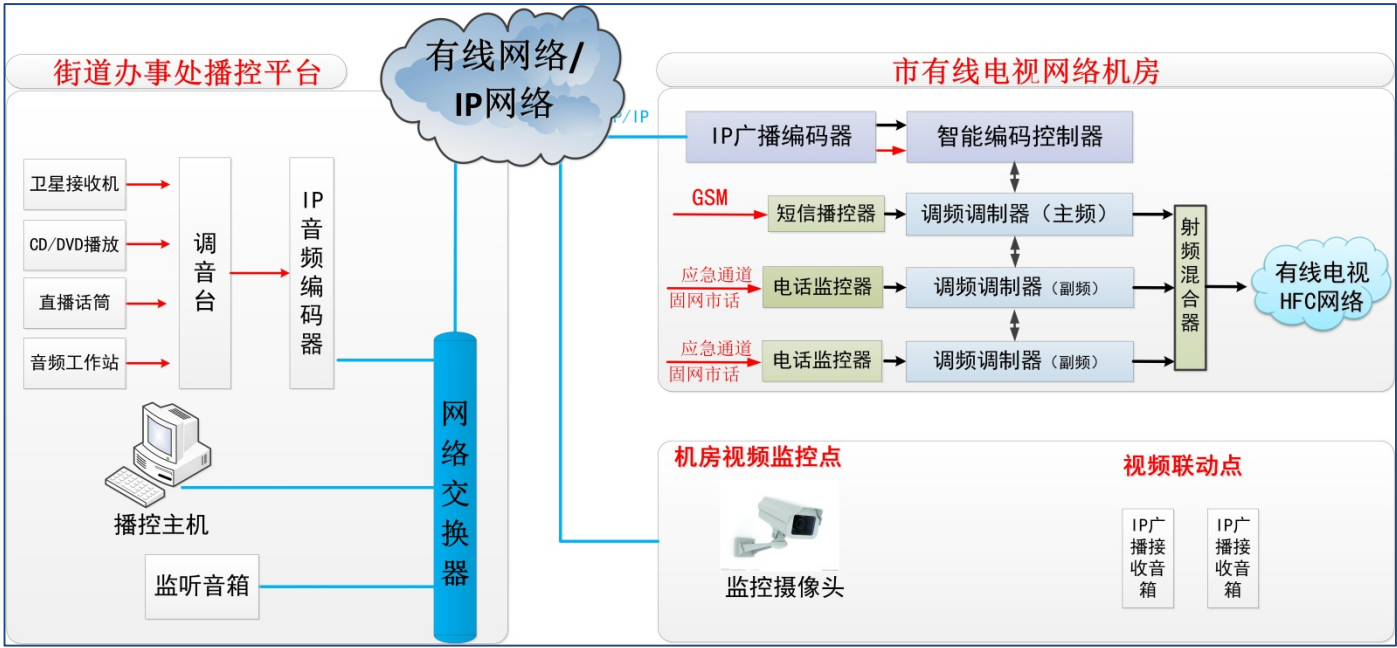 街道办事处播控平台
有线网络/
IP网络
市有线电视网络机房
卫星接收机
CD/DVD播放
直播话筒
音频工作站
调音台
IP音频编码器
播控主机
监听音箱
网络交换器
/IP
IP广播编码器
智能编码控制器
GSM
短信播控器
调频调制器（主频）
应急通道
固网市话
电话监控器
调频调制器（副频）
应急通道
固网市话
电话监控器
调频调制器（副频）
射频混合器
有线电视
HFC网络
机房视频监控点
监控摄像头
视频联动点
IP广
播接
收音
箱
IP广
播接
收音
箱